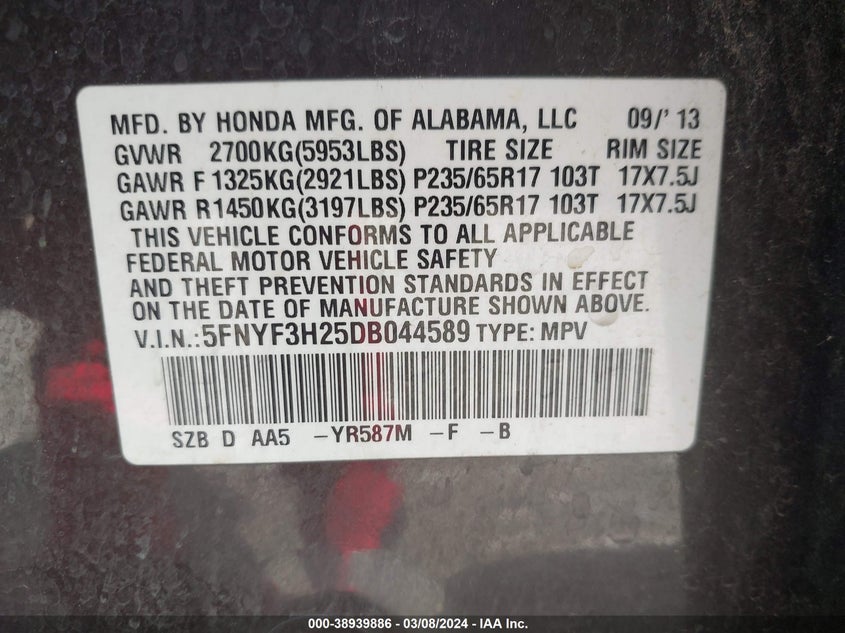 MFD. BY HONDA MFG. OF ALABAMA, LLC 09/' 13
GVWR 2700KG(5953LBS) TIRE SIZE RIM SIZE
GAWR F 1325KG(2921LBS) P235/65R17 103T 17X7.5J
GAWR R1450KG(3197LBS) P235/65R17 103T 17X7.5J
THIS VEHICLE CONFORMS TO ALL APPLICABLE
FEDERAL MOTOR VEHICLE SAFETY
AND THEFT PREVENTION STANDARDS IN EFFECT
ON THE DATE OF MANUFACTURE SHOWN ABOVE.
V.I.N.:5FNYF3H25DB044589 TYPE: MPV
SZB D AA5 -YR587M -F -B
000-38939886 - 03/08/2024 - IAA Inc.